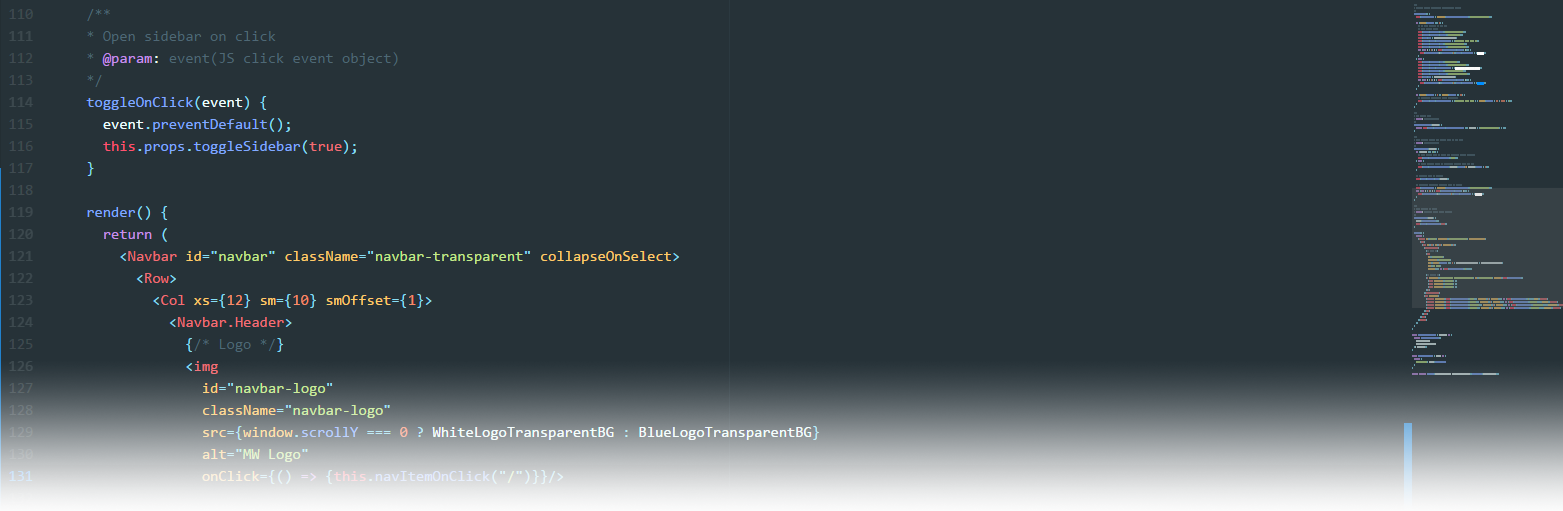 110 /**
111 * Open sidebar on click
112 * @param: event(JS click event object)
113 */
114 toggleOnClick(event) {
115 event.preventDefault();
116 this.props.toggleSidebar(true);
117 }
118
119 render() {
120 return (
121 <Navbar id="navbar" className="navbar-transparent" collapseOnSelect>
122 <Row>
123 <Col xs={12} sm={10} smOffset={1}>
124 <Navbar.Header>
125 {/* Logo */}
126 <img
127 id="navbar-logo"
128 className="navbar-logo"
129 src={window.scrollY === 0 ? WhiteLogoTransparentBG : BlueLogoTransparentBG}
130 alt="MW Logo"
131 onClick={() => {this.navItemOnClick("/")}}/>